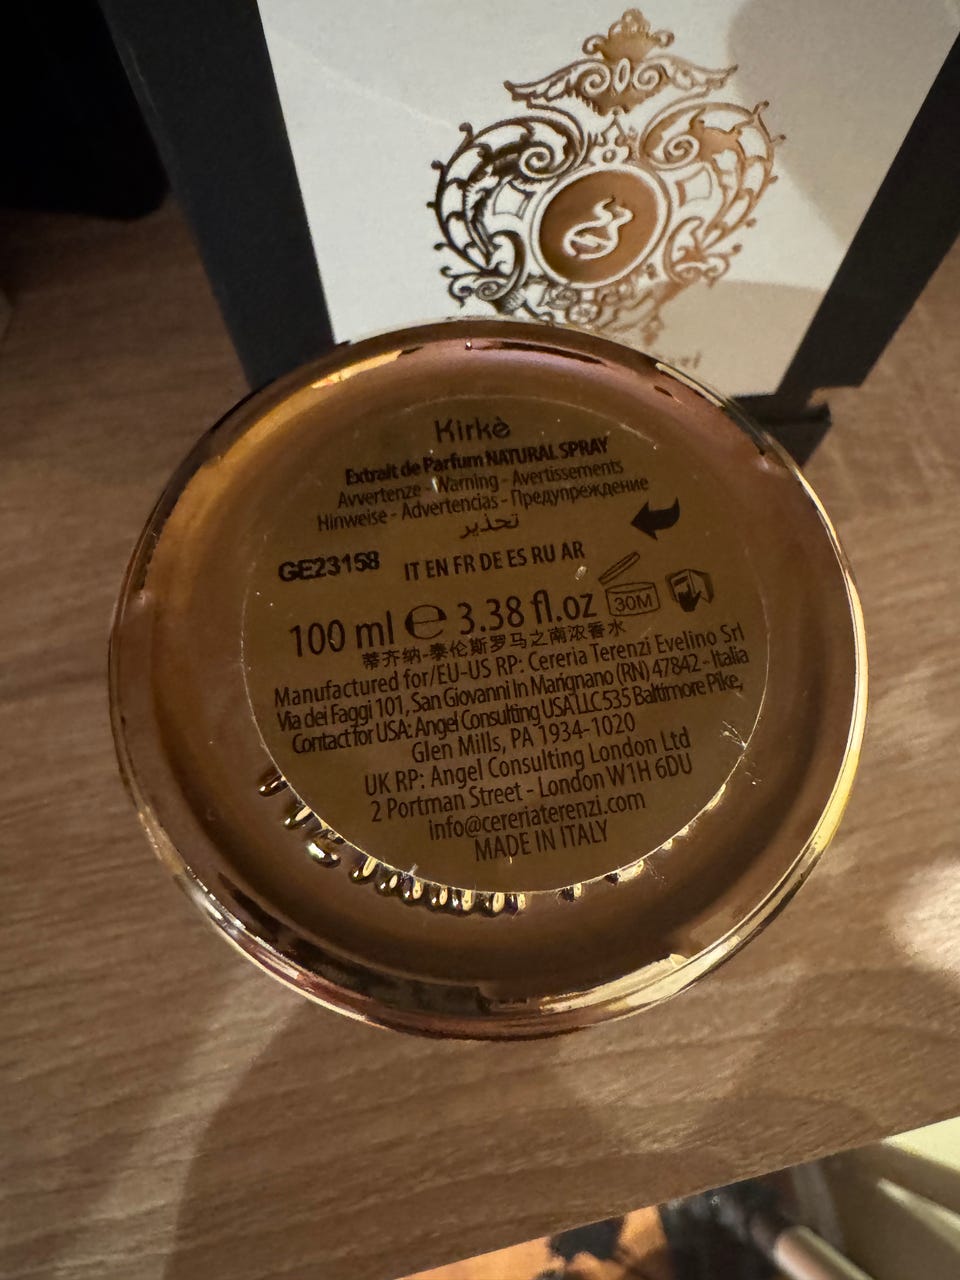 Kirkè
Extrait de Parfum NATURAL SPRAY
Avvertenze - Warning - Avertissements
Hinweise - Advertencias - Предупреждение
تحذير
GE23158 IT EN FR DE ES RU AR
100 ml ℮ 3.38 fl.oz 30M
蒂齐纳-泰伦斯罗马之南浓香水
Manufactured for/EU-US RP: Cereria Terenzi Evelino Srl
Via dei Faggi 101, San Giovanni In Marignano (RN) 47842 - Italia
Contact for USA: Angel Consulting USA LLC 535 Baltimore Pike,
Glen Mills, PA 1934-1020
UK RP: Angel Consulting London Ltd
2 Portman Street - London W1H 6DU
info@cereriaterenzi.com
MADE IN ITALY